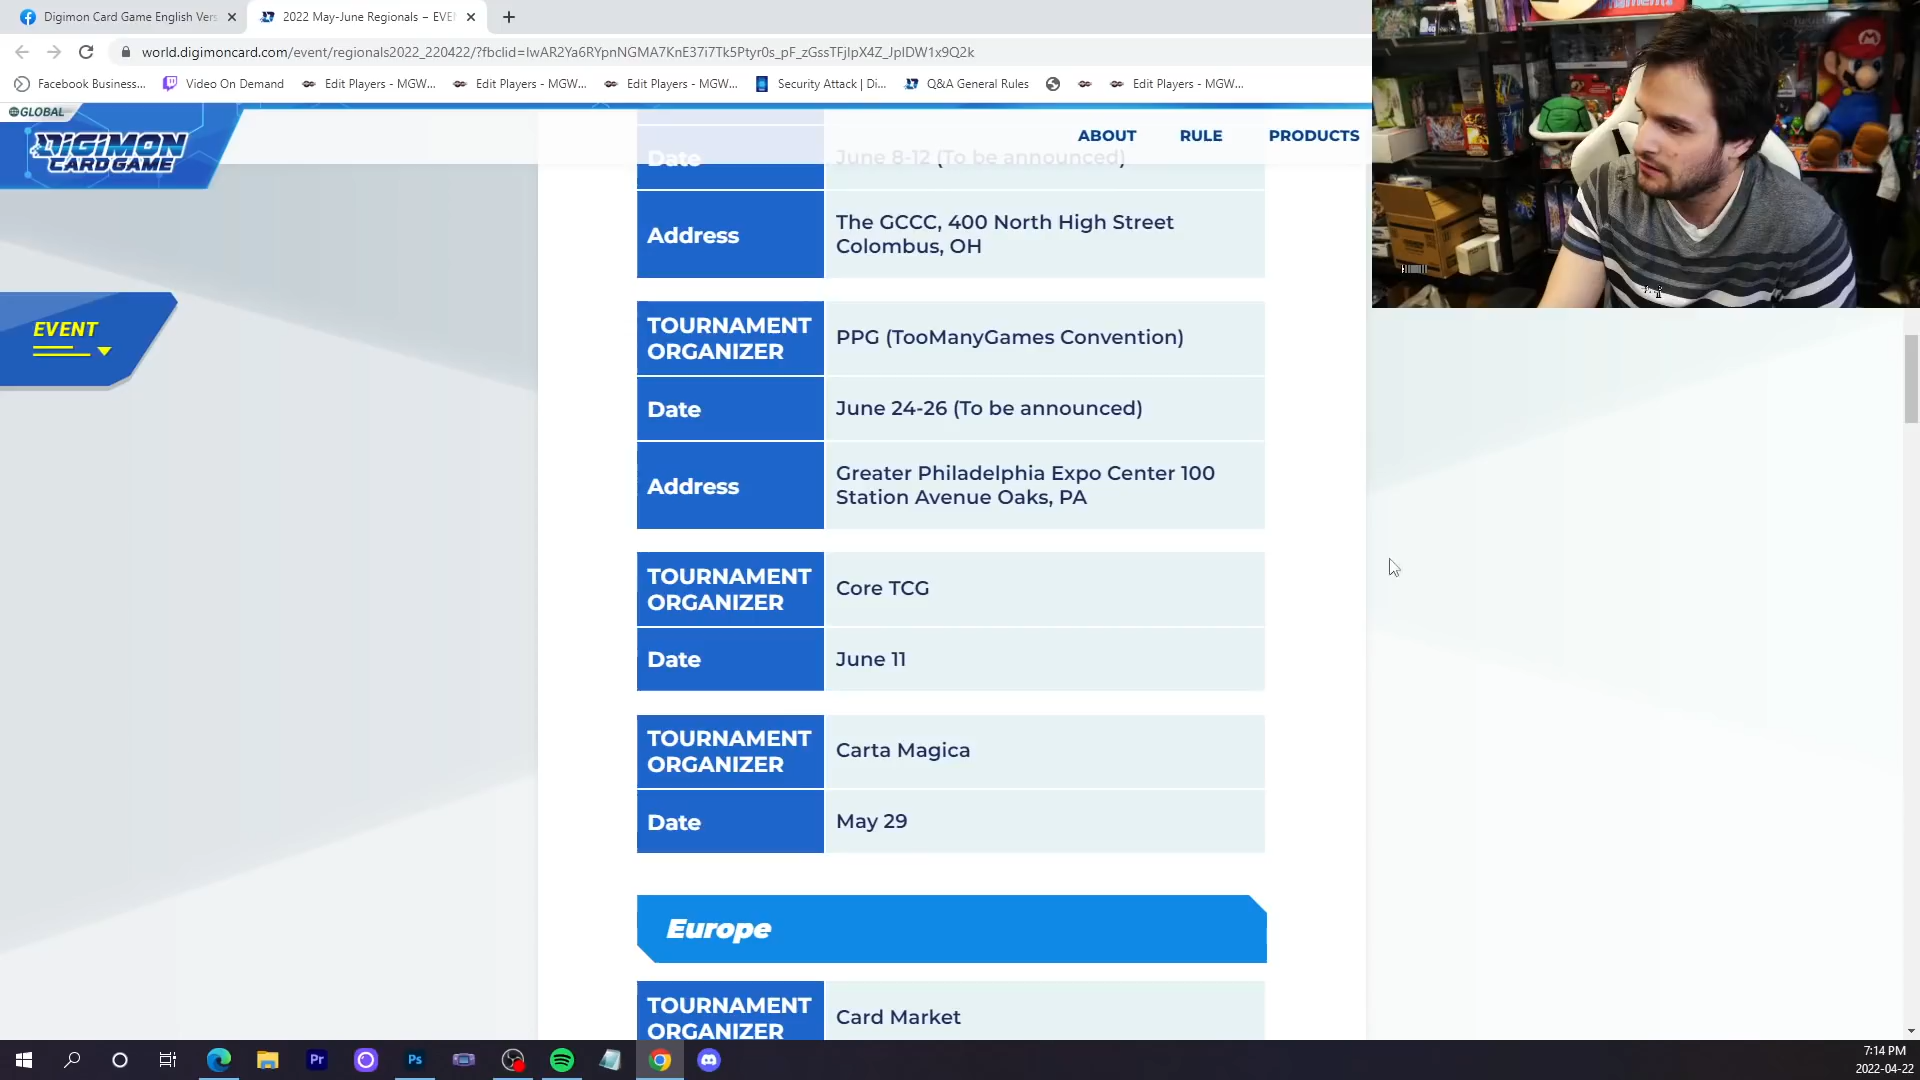 Digimon Card Game English Vers
2022 May-June Regionals – EVE
world.digimoncard.com/event/regionals2022_220422/?fbclid=IwAR2Ya6RYpnNGMA7KnE37i7Tk5Ptyr0s_pF_zGssTFjIpX4Z_JpIDW1x9Q2k
Facebook Business...
Video On Demand
Edit Players - MGW...
Edit Players - MGW...
Edit Players - MGW...
Security Attack | Di...
Q&A General Rules
Edit Players - MGW...
GLOBAL
DIGIMON
CARD GAME
ABOUT
RULE
PRODUCTS
EVENT
Date
June 8-12 (To be announced)
Address
The GCCC, 400 North High Street
Colombus, OH
TOURNAMENT
ORGANIZER
PPG (TooManyGames Convention)
Date
June 24-26 (To be announced)
Address
Greater Philadelphia Expo Center 100
Station Avenue Oaks, PA
TOURNAMENT
ORGANIZER
Core TCG
Date
June 11
TOURNAMENT
ORGANIZER
Carta Magica
Date
May 29
Europe
TOURNAMENT
ORGANIZER
Card Market
Pr
Ps
7:14 PM
2022-04-22